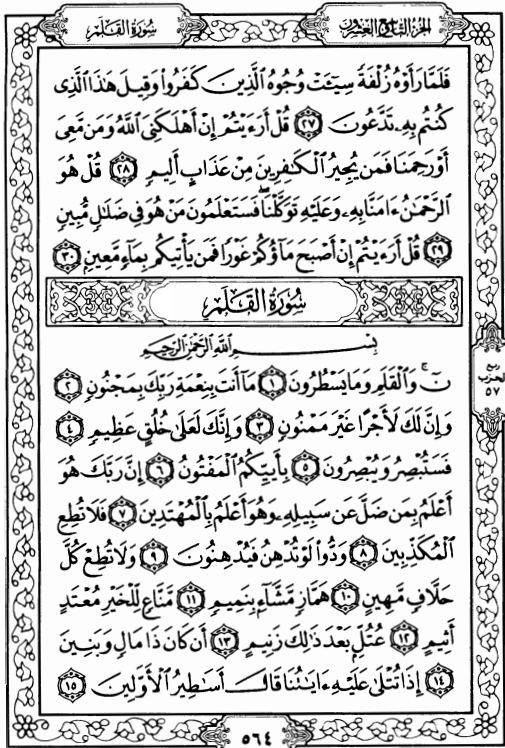 الجزء التاسع والعشرون
سورة القلم
فَلَمَّا رَأَوْهُ زُلْفَةً سِيٓـَٔتْ وُجُوهُ ٱلَّذِينَ كَفَرُوا۟ وَقِيلَ هَٰذَا ٱلَّذِى
كُنتُم بِهِۦ تَدَّعُونَ ٢٧ قُلْ أَرَءَيْتُمْ إِنْ أَهْلَكَنِىَ ٱللَّهُ وَمَن مَّعِىَ
أَوْ رَحِمَنَا فَمَن يُجِيرُ ٱلْكَٰفِرِينَ مِنْ عَذَابٍ أَلِيمٍ ٢٨ قُلْ هُوَ
ٱلرَّحْمَٰنُ ءَامَنَّا بِهِۦ وَعَلَيْهِ تَوَكَّلْنَا ۖ فَسَتَعْلَمُونَ مَنْ هُوَ فِى ضَلَٰلٍ مُّبِينٍ
٢٩ قُلْ أَرَءَيْتُمْ إِنْ أَصْبَحَ مَآؤُكُمْ غَوْرًا فَمَن يَأْتِيكُم بِمَآءٍ مَّعِينٍ ٣٠
سُورَةُ القَلَمِ
بِسْمِ ٱللَّهِ ٱلرَّحْمَٰنِ ٱلرَّحِيمِ
نٓ ۚ وَٱلْقَلَمِ وَمَا يَسْطُرُونَ ١ مَآ أَنتَ بِنِعْمَةِ رَبِّكَ بِمَجْنُونٍ ٢
وَإِنَّ لَكَ لَأَجْرًا غَيْرَ مَمْنُونٍ ٣ وَإِنَّكَ لَعَلَىٰ خُلُقٍ عَظِيمٍ ٤
فَسَتُبْصِرُ وَيُبْصِرُونَ ٥ بِأَييِّكُمُ ٱلْمَفْتُونُ ٦ إِنَّ رَبَّكَ هُوَ
أَعْلَمُ بِمَن ضَلَّ عَن سَبِيلِهِۦ وَهُوَ أَعْلَمُ بِٱلْمُهْتَدِينَ ٧ فَلَا تُطِعِ
ٱلْمُكَذِّبِينَ ٨ وَدُّوا۟ لَوْ تُدْهِنُ فَيُدْهِنُونَ ٩ وَلَا تُطِعْ كُلَّ
حَلَّافٍ مَّهِينٍ ١٠ هَمَّازٍ مَّشَّآءٍۭ بِنَمِيمٍ ١١ مَّنَّاعٍ لِّلْخَيْرِ مُعْتَدٍ
أَثِيمٍ ١٢ عُتُلٍّۭ بَعْدَ ذَٰلِكَ زَنِيمٍ ١٣ أَن كَانَ ذَا مَالٍ وَبَنِينَ
١٤ إِذَا تُتْلَىٰ عَلَيْهِ ءَايَٰتُنَا قَالَ أَسَٰطِيرُ ٱلْأَوَّلِينَ ١٥
ربع
الحزب
٥٧
٥٦٤